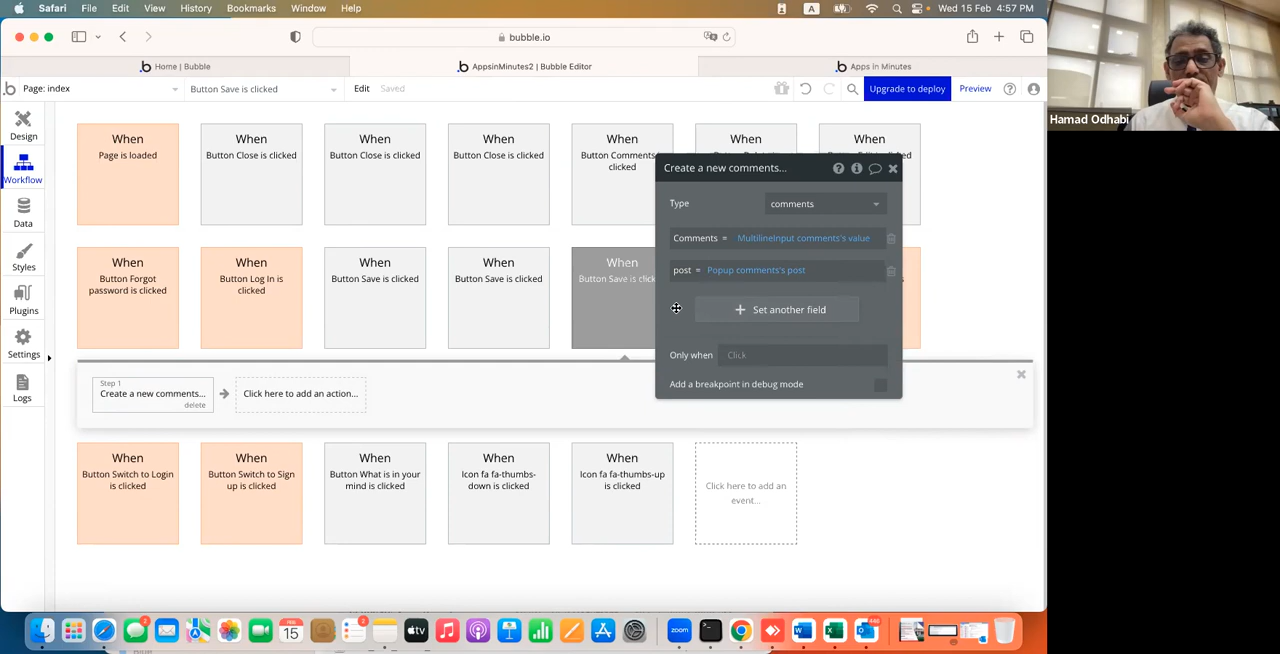 Safari File Edit View History Bookmarks Window Help
A
Wed 15 Feb 4:57 PM
bubble.io
Home | Bubble
AppsinMinutes2 | Bubble Editor
Apps in Minutes
Page: index
Button Save is clicked
Edit
Saved
Upgrade to deploy
Preview
Design
Workflow
Data
Styles
Plugins
Settings
Logs
When
Page is loaded
When
Button Close is clicked
When
Button Close is clicked
When
Button Close is clicked
When
Button Comments
clicked
When
When
Create a new comments...
Type
comments
Comments = MultilineInput comments's value
post = Popup comments's post
Set another field
Only when
Click
Add a breakpoint in debug mode
When
Button Forgot
password is clicked
When
Button Log In is
clicked
When
Button Save is clicked
When
Button Save is clicked
When
Button Save is click
Step 1
Create a new comments...
delete
Click here to add an action...
When
Button Switch to Login
is clicked
When
Button Switch to Sign
up is clicked
When
Button What is in your
mind is clicked
When
Icon fa fa-thumbs-
down is clicked
When
Icon fa fa-thumbs-up
is clicked
Click here to add an
event...
Hamad Odhabi
FEB
15
tv
zoom